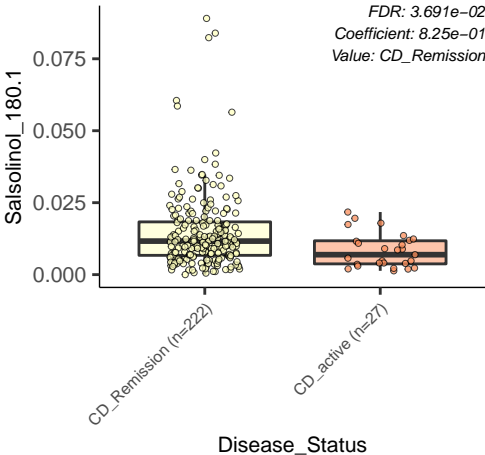 FDR: 3.691e−02
Coefficient: 8.25e−01
Value: CD_Remission
Salsolinol_180.1
0.075
0.050
0.025
0.000
CD_Remission (n=222)
CD_active (n=27)
Disease_Status